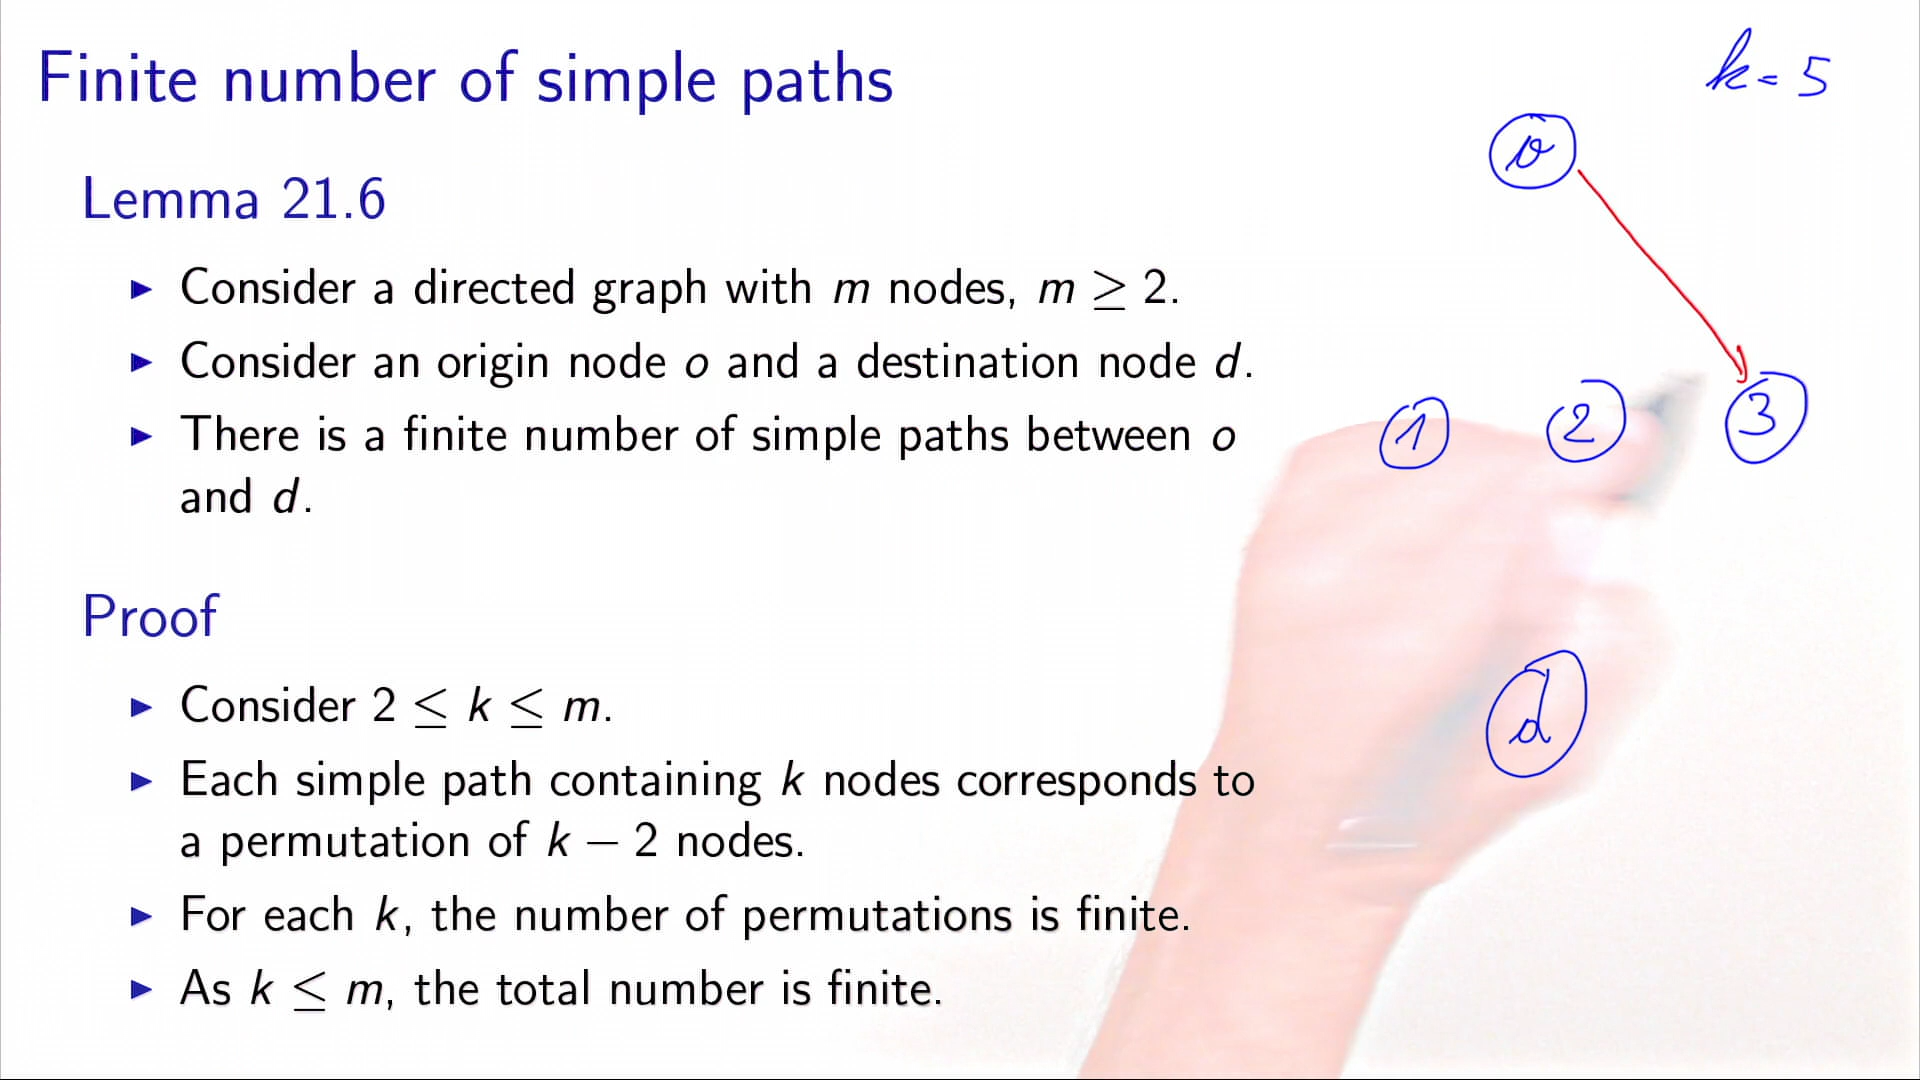 Finite number of simple paths
k = 5
o
Lemma 21.6
▶ Consider a directed graph with m nodes, m ≥ 2.
▶ Consider an origin node o and a destination node d.
▶ There is a finite number of simple paths between o
and d.
1 2 3
Proof
d
▶ Consider 2 ≤ k ≤ m.
▶ Each simple path containing k nodes corresponds to
a permutation of k − 2 nodes.
▶ For each k, the number of permutations is finite.
▶ As k ≤ m, the total number is finite.